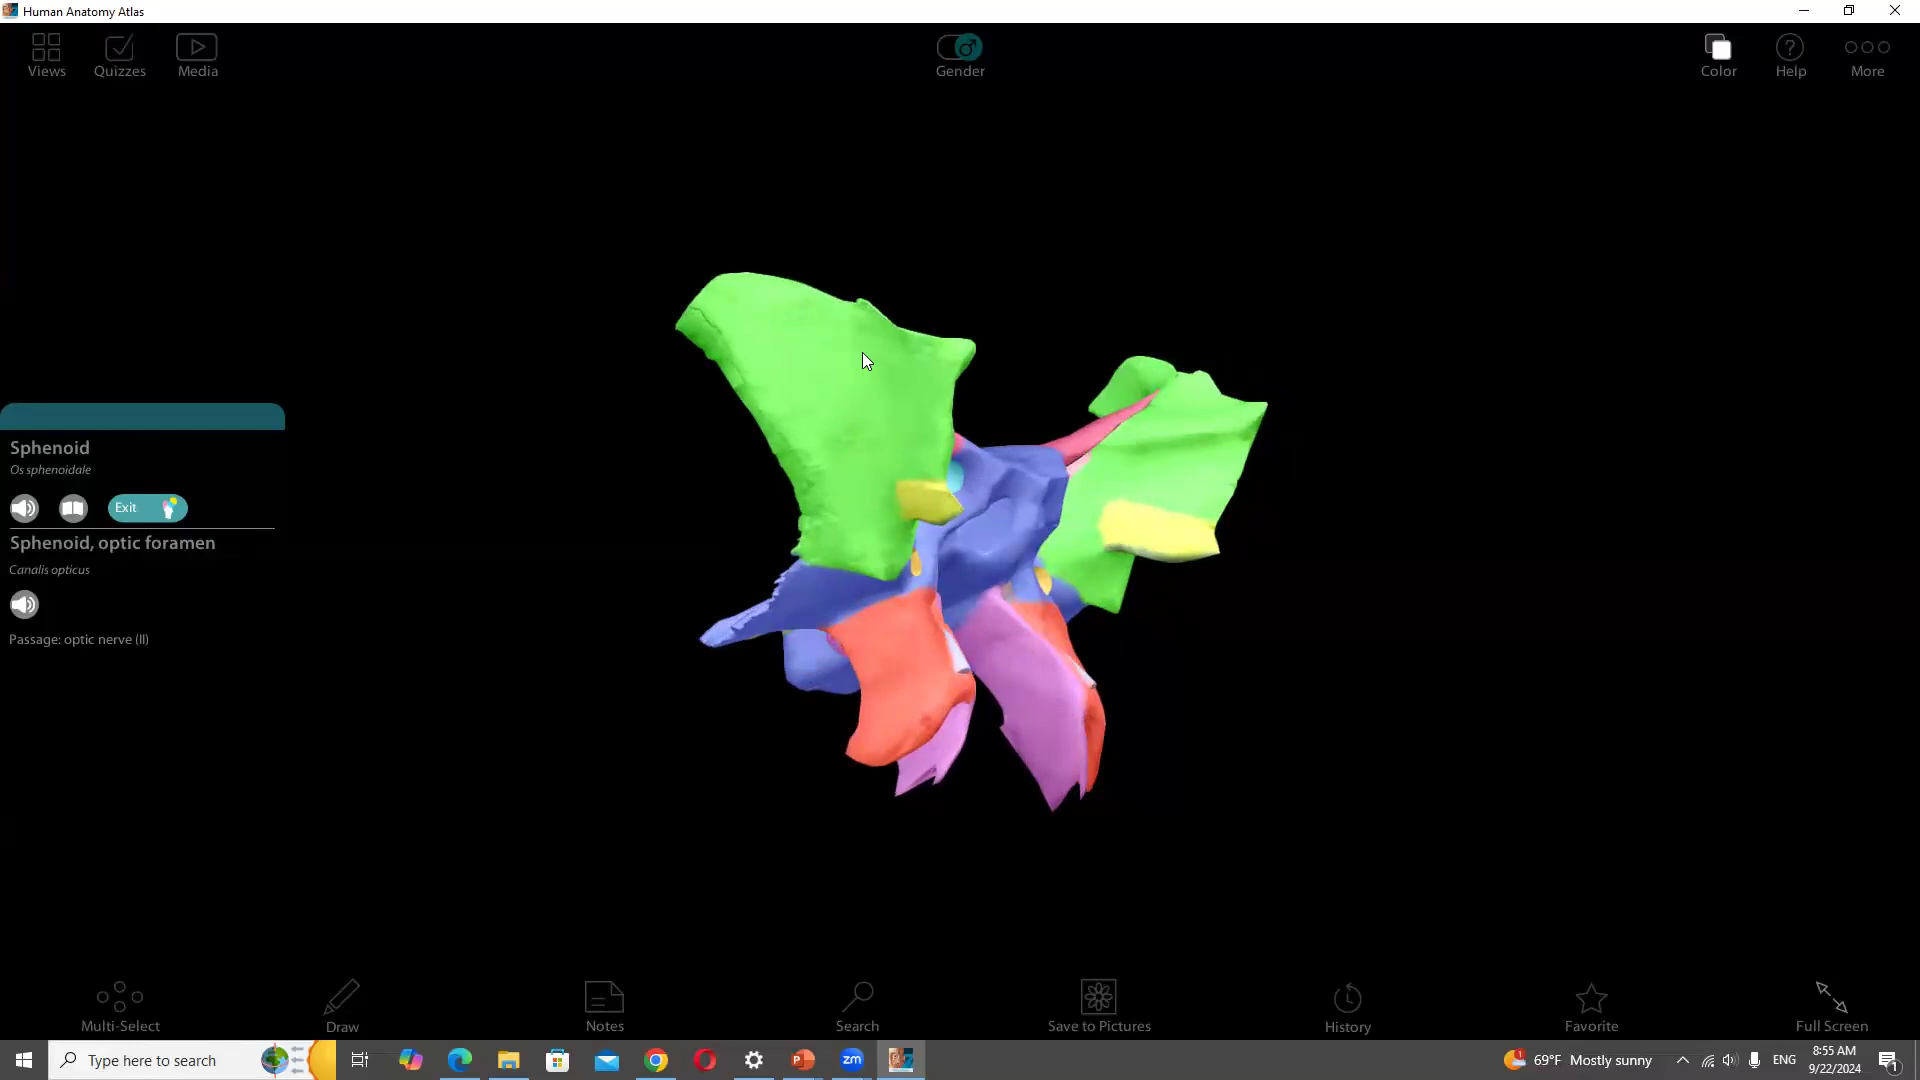 Human Anatomy Atlas
Views
Quizzes
Media
Gender
Color
Help
More
Sphenoid
Os sphenoidale
Exit
Sphenoid, optic foramen
Canalis opticus
Passage: optic nerve (II)
Multi-Select
Draw
Notes
Search
Save to Pictures
History
Favorite
Full Screen
Type here to search
zm
69°F Mostly sunny
ENG
8:55 AM
9/22/2024